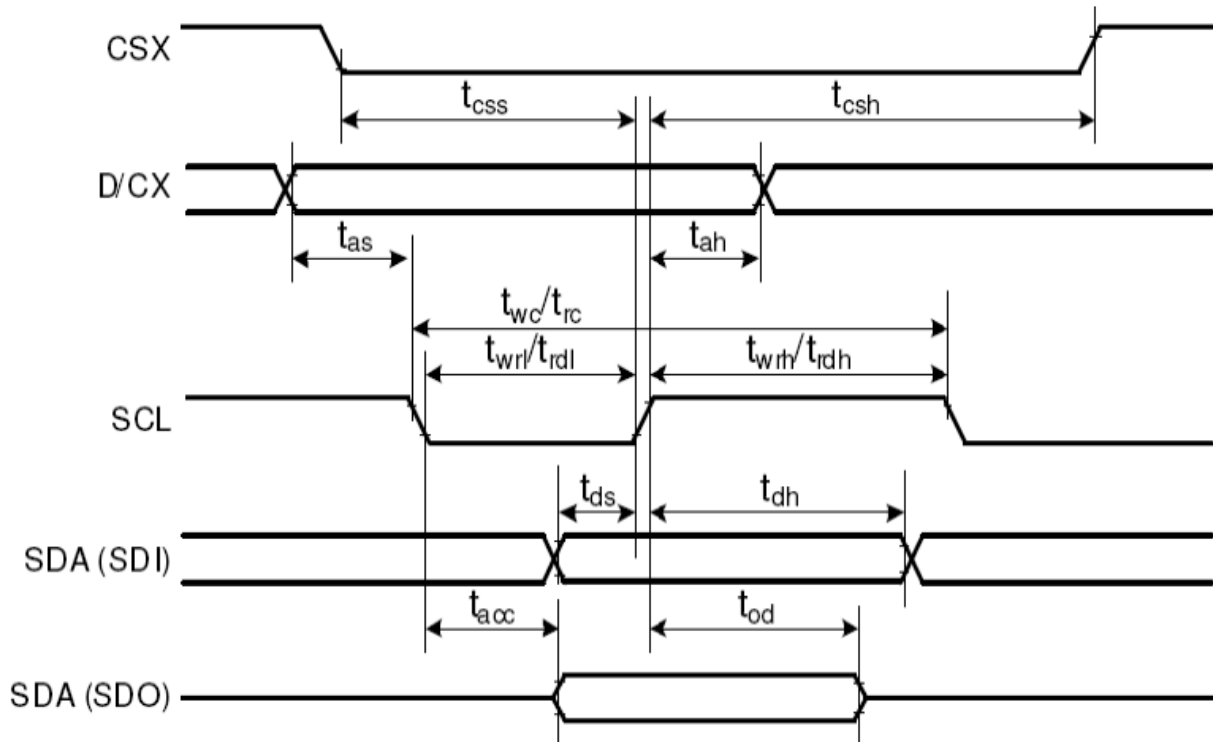 CSX
tcss
tcsh
D/CX
tas
tah
twc/trc
twrl/trdl
twrh/trdh
SCL
tds
tdh
SDA (SDI)
tacc
tod
SDA (SDO)